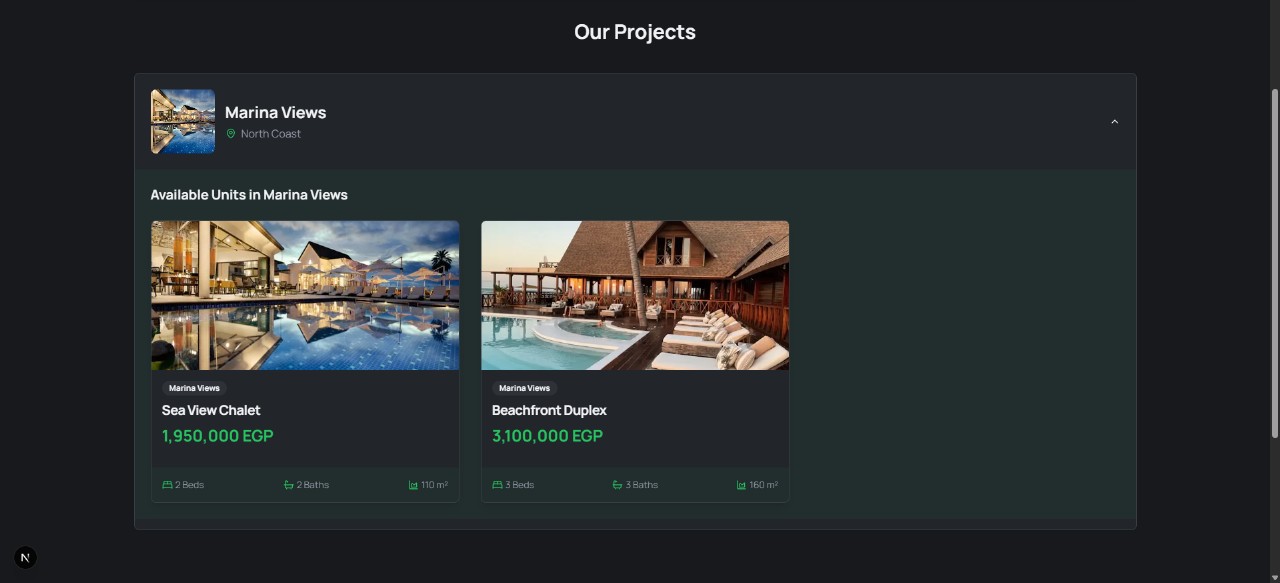 Our Projects
Marina Views
North Coast
Available Units in Marina Views
Marina Views
Sea View Chalet
1,950,000 EGP
2 Beds
2 Baths
110 m²
Marina Views
Beachfront Duplex
3,100,000 EGP
3 Beds
3 Baths
160 m²
N